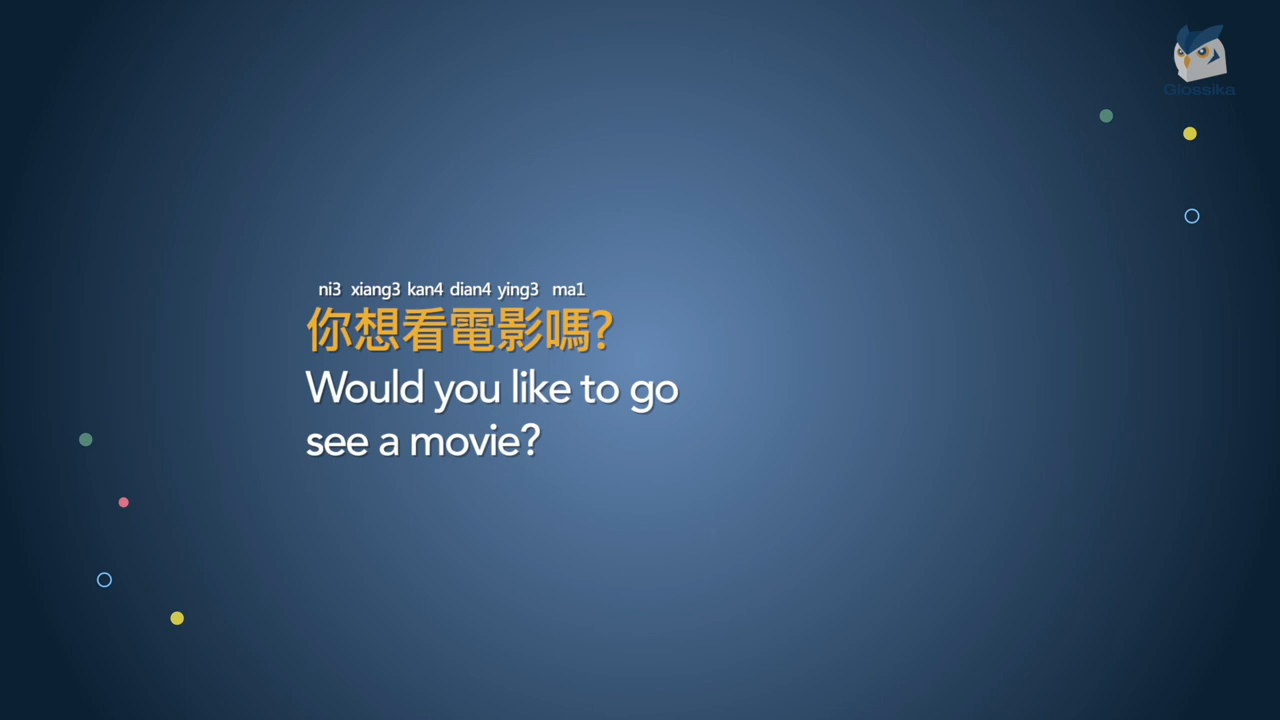 Glossika
ni3 xiang3 kan4 dian4 ying3 ma1
你想看電影嗎?
Would you like to go
see a movie?